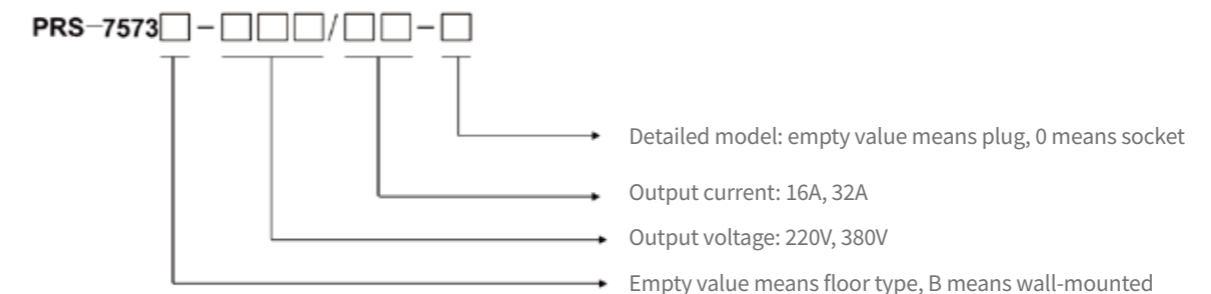 PRS-7573□-□□□/□□-□
Detailed model: empty value means plug, 0 means socket
Output current: 16A, 32A
Output voltage: 220V, 380V
Empty value means floor type, B means wall-mounted